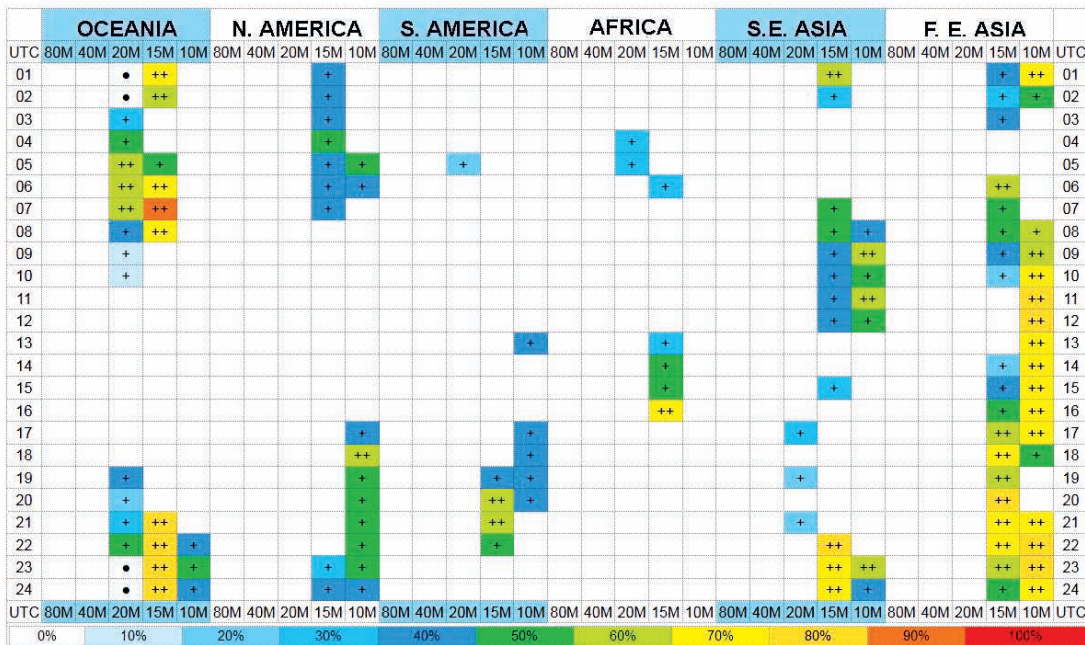 OCEANIA N. AMERICA S. AMERICA AFRICA S.E. ASIA F. E. ASIA
UTC 80M 40M 20M 15M 10M 80M 40M 20M 15M 10M 80M 40M 20M 15M 10M 80M 40M 20M 15M 10M 80M 40M 20M 15M 10M 80M 40M 20M 15M 10M UTC
01 ● ++ + ++ + ++ 01
02 ● ++ + + + + 02
03 + + + 03
04 + + + 04
05 ++ + + + + + 05
06 ++ ++ + + + ++ 06
07 ++ ++ + + + 07
08 + ++ + + + + 08
09 + + ++ + ++ 09
10 + + + + ++ 10
11 + ++ ++ 11
12 + + ++ 12
13 + + ++ 13
14 + + ++ 14
15 + + + ++ 15
16 ++ + ++ 16
17 + + + ++ ++ 17
18 ++ + ++ + 18
19 + + + + + ++ 19
20 + + ++ + ++ 20
21 + ++ + ++ + ++ ++ 21
22 + ++ + + + ++ ++ ++ 22
23 ● ++ + + + ++ ++ ++ ++ 23
24 ● ++ + + + ++ + + ++ 24
UTC 80M 40M 20M 15M 10M 80M 40M 20M 15M 10M 80M 40M 20M 15M 10M 80M 40M 20M 15M 10M 80M 40M 20M 15M 10M 80M 40M 20M 15M 10M UTC
0% 10% 20% 30% 40% 50% 60% 70% 80% 90% 100%